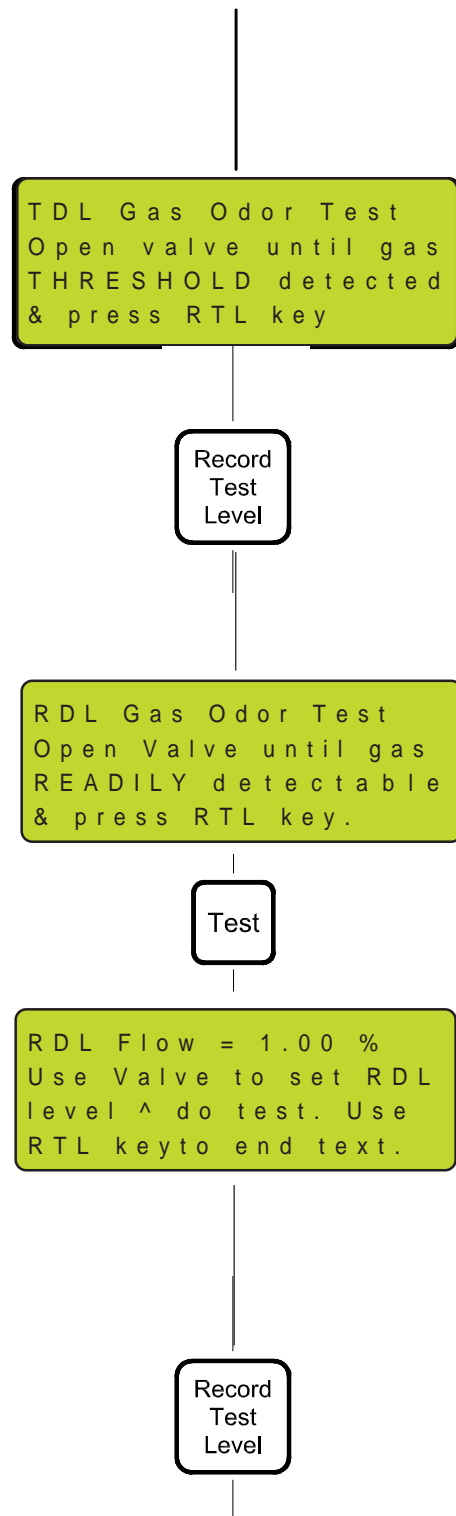 TDL Gas Odor Test
Open valve until gas
THRESHOLD detected
& press RTL key
Record
Test
Level
RDL Gas Odor Test
Open Valve until gas
READILY detectable
& press RTL key.
Test
RDL Flow = 1.00 %
Use Valve to set RDL
level ^ do test. Use
RTL keyto end text.
Record
Test
Level